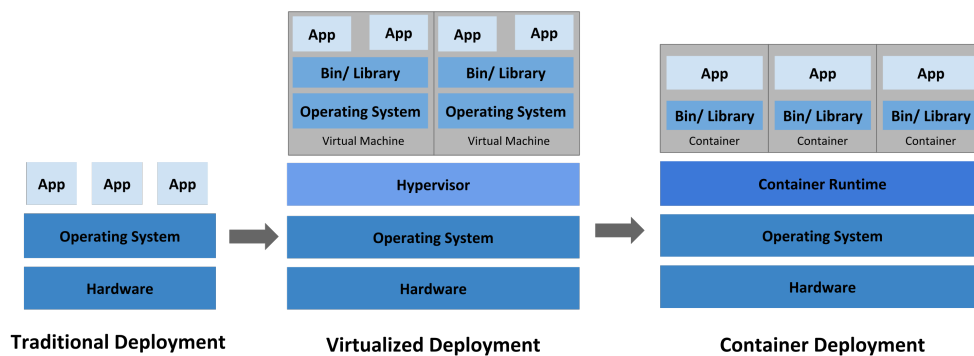 App App App
Operating System
Hardware
Traditional Deployment
App App App App
Bin/ Library Bin/ Library
Operating System Operating System
Virtual Machine Virtual Machine
Hypervisor
Operating System
Hardware
Virtualized Deployment
App App App
Bin/ Library Bin/ Library Bin/ Library
Container Container Container
Container Runtime
Operating System
Hardware
Container Deployment